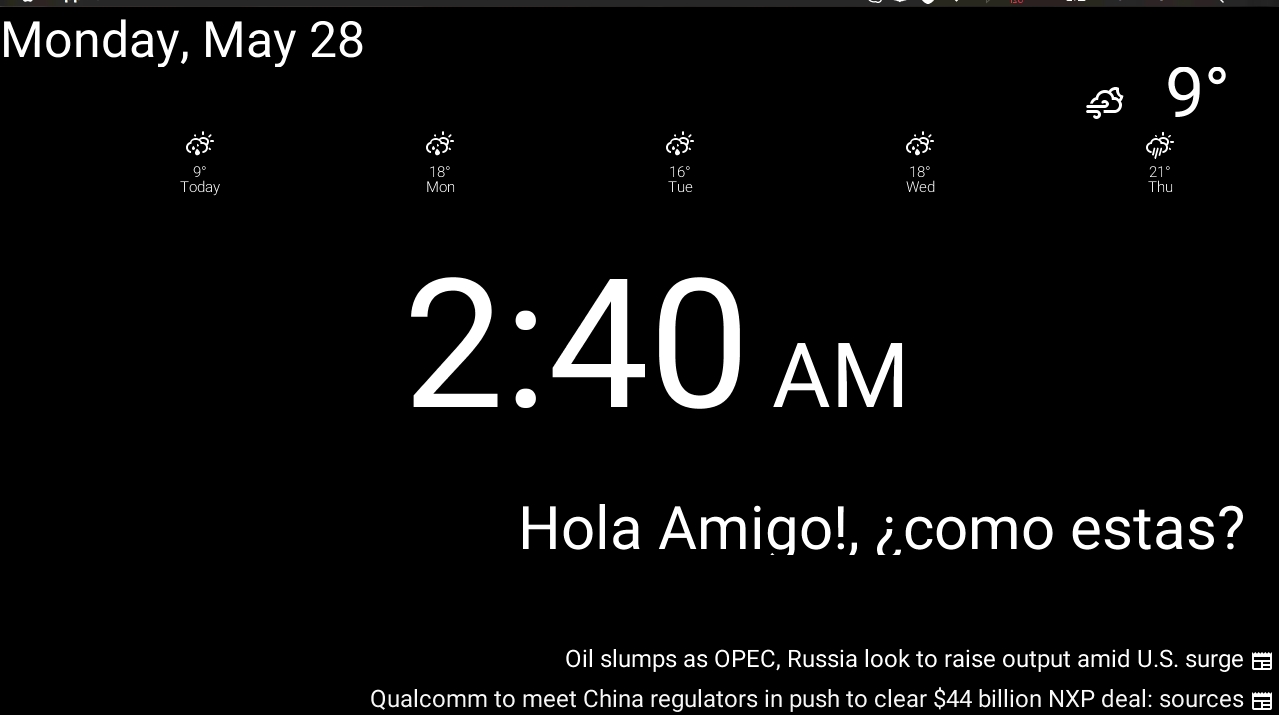 Monday, May 28
9°
9° 18° 16° 18° 21°
Today Mon Tue Wed Thu
2:40 AM
Hola Amigo!, ¿como estas?
Oil slumps as OPEC, Russia look to raise output amid U.S. surge
Qualcomm to meet China regulators in push to clear $44 billion NXP deal: sources